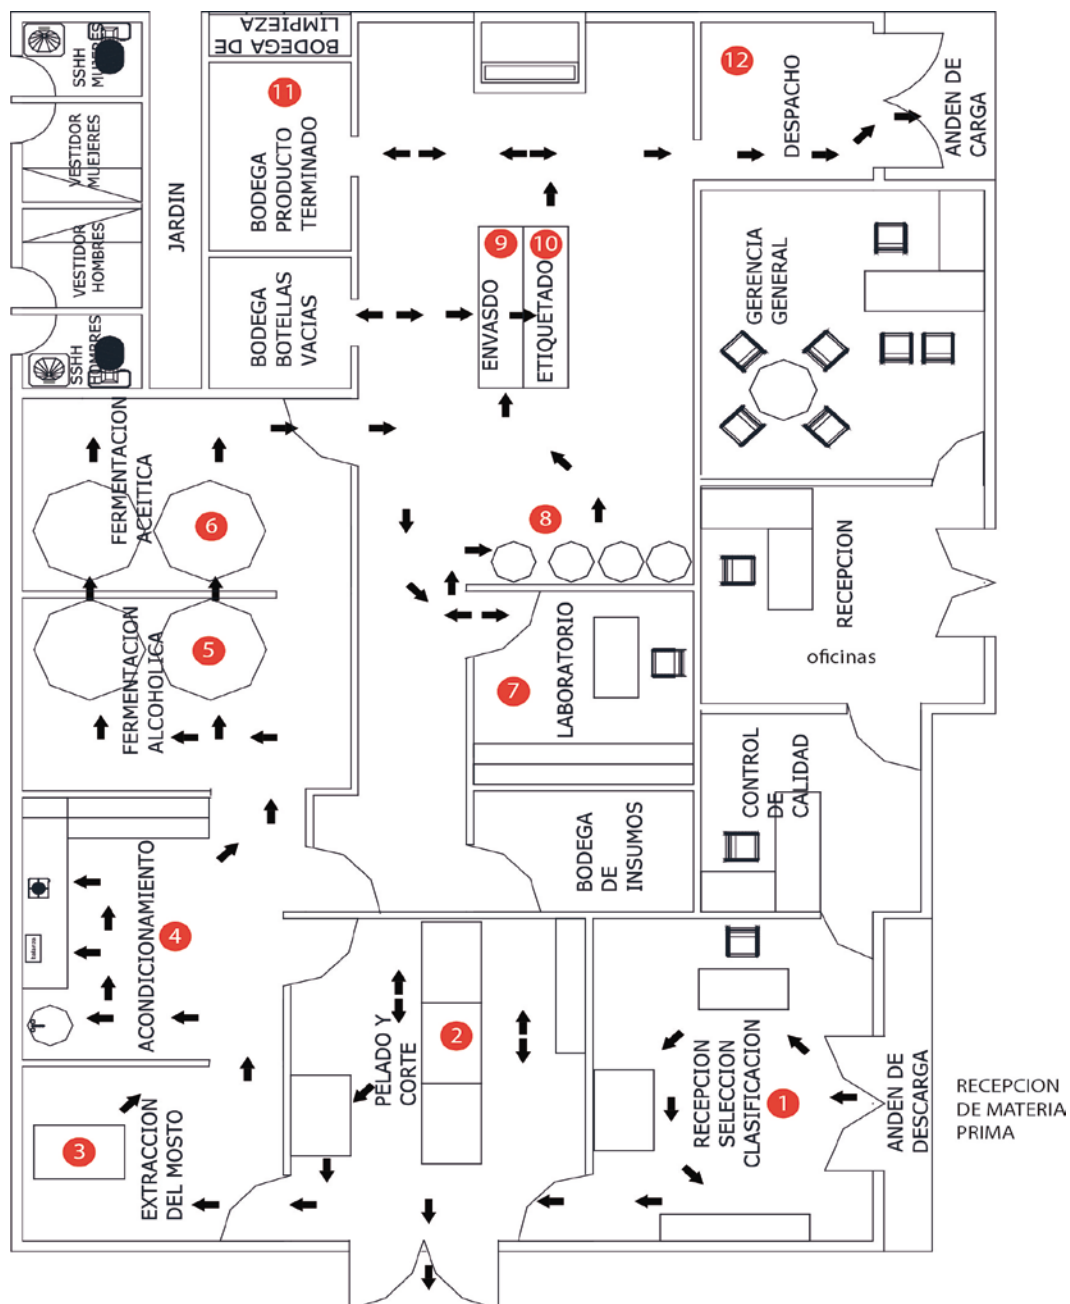 BODEGA DE
LIMPIEZA
SSHH
MUJERES
VESTIDOR
MUEJERES
VESTIDOR
HOMBRES
SSHH
HOMBRES
JARDIN
11
BODEGA
PRODUCTO
TERMINADO
BODEGA
BOTELLAS
VACIAS
9
ENVASDO
10
ETIQUETADO
12
DESPACHO
ANDEN DE
CARGA
GERENCIA
GENERAL
FERMENTACION
ACEITICA
6
8
RECEPCION
oficinas
FERMENTACION
ALCOHOLICA
5
7
LABORATORIO
CONTROL
DE
CALIDAD
BODEGA
DE
INSUMOS
ACONDICIONAMIENTO
4
balanza
PELADO Y
CORTE
2
RECEPCION
SELECCION
CLASIFICACION
1
ANDEN DE
DESCARGA
RECEPCION
DE MATERIA
PRIMA
3
EXTRACCION
DEL MOSTO